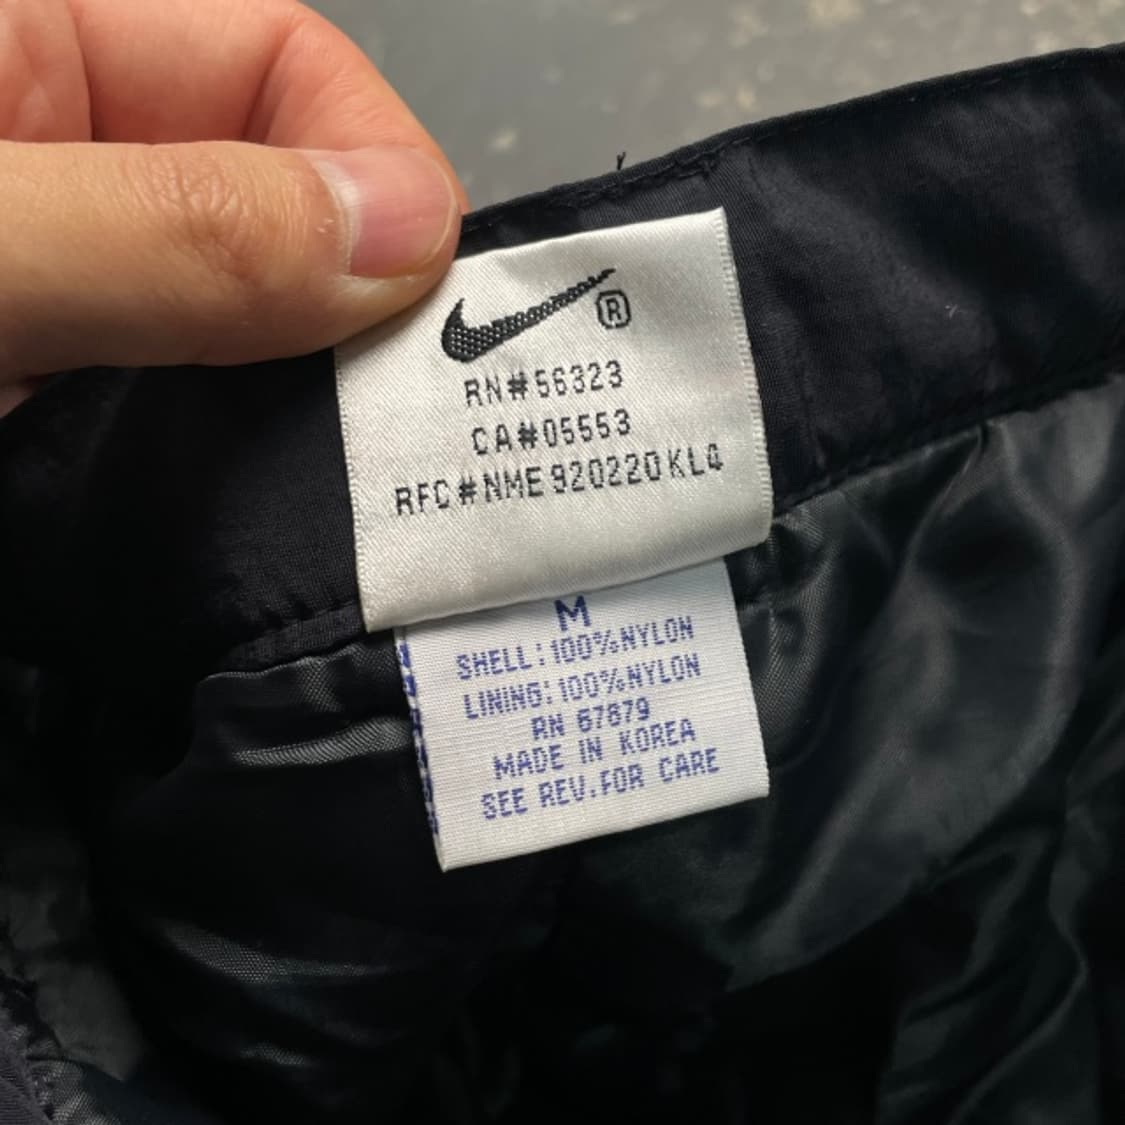 R
RN#56323
CA#05553
RFC#NME 920220 KL4
M
SHELL:100%NYLON
LINING:100%NYLON
RN 67879
MADE IN KOREA
SEE REV.FOR CARE